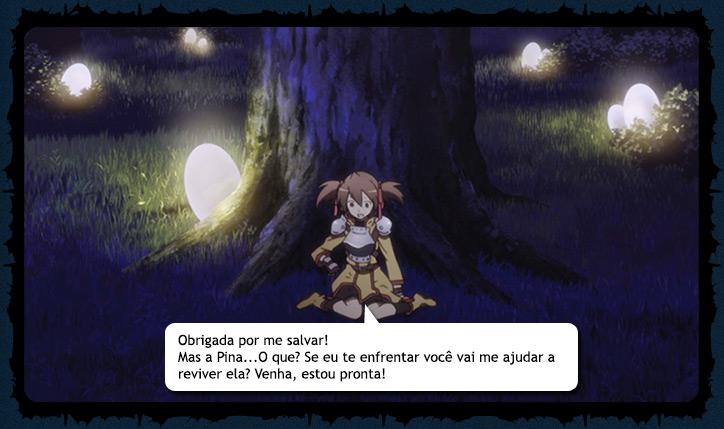 Obrigada por me salvar!
Mas a Pina...O que? Se eu te enfrentar você vai me ajudar a
reviver ela? Venha, estou pronta!